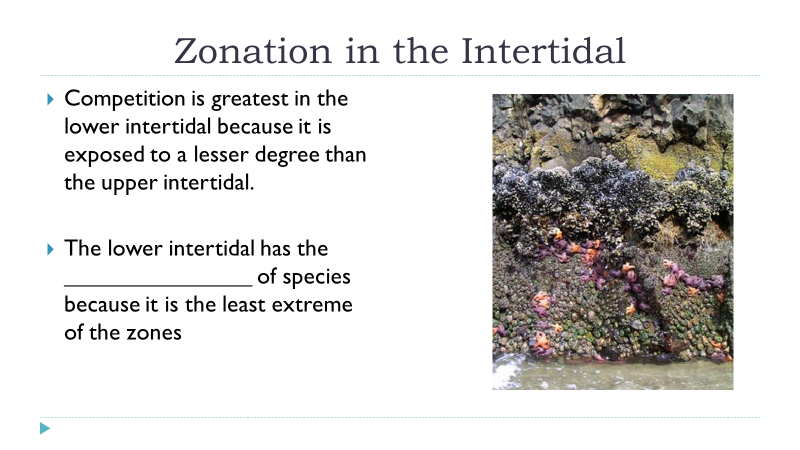 Zonation in the Intertidal
Competition is greatest in the
lower intertidal because it is
exposed to a lesser degree than
the upper intertidal.
The lower intertidal has the
________________ of species
because it is the least extreme
of the zones